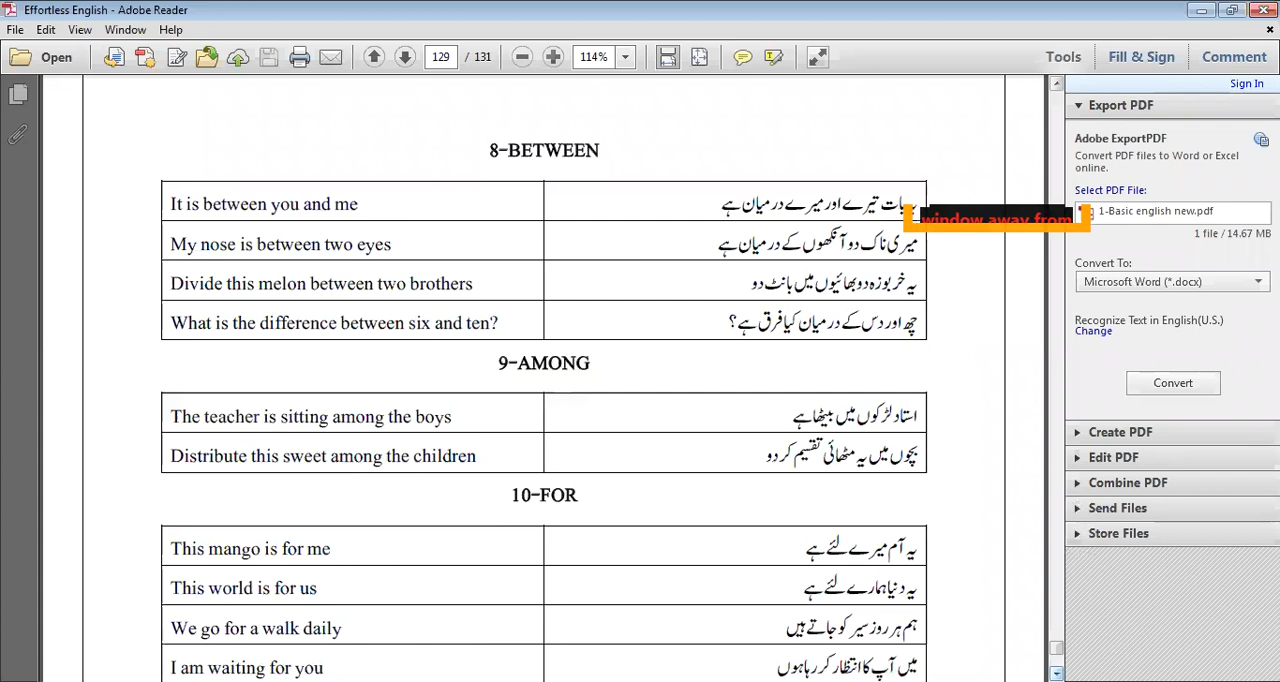 Effortless English - Adobe Reader
File Edit View Window Help
Open 129 / 131 114% Tools Fill & Sign Comment
Sign In
Export PDF
Adobe ExportPDF
Convert PDF files to Word or Excel
online.
Select PDF File:
1-Basic english new.pdf
1 file / 14.67 MB
Convert To:
Microsoft Word (*.docx)
Recognize Text in English(U.S.)
Change
Convert
Create PDF
Edit PDF
Combine PDF
Send Files
Store Files
window away from
8-BETWEEN
It is between you and me یہ بات تیرے اور میرے درمیان ہے
My nose is between two eyes میری ناک دو آنکھوں کے درمیان ہے
Divide this melon between two brothers یہ خربوزہ دو بھائیوں میں بانٹ دو
What is the difference between six and ten? چھ اور دس کے درمیان کیا فرق ہے؟
9-AMONG
The teacher is sitting among the boys استاد لڑکوں میں بیٹھا ہے
Distribute this sweet among the children بچوں میں یہ مٹھائی تقسیم کر دو
10-FOR
This mango is for me یہ آم میرے لئے ہے
This world is for us یہ دنیا ہمارے لئے ہے
We go for a walk daily ہم ہر روز سیر کو جاتے ہیں
I am waiting for you میں آپ کا انتظار کر رہا ہوں